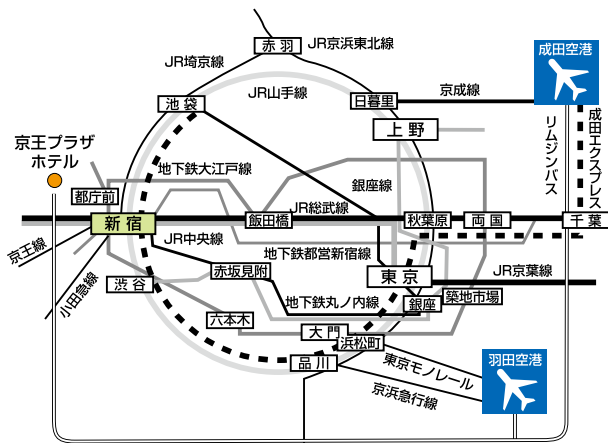 赤羽
JR京浜東北線
JR埼京線
成田空港
JR山手線
池袋
日暮里
京成線
上野
リムジンバス
成田エクスプレス
京王プラザ
ホテル
地下鉄大江戸線
銀座線
都庁前
新宿
飯田橋
JR総武線
秋葉原
両国
千葉
JR中央線
地下鉄都営新宿線
京王線
小田急線
渋谷
赤坂見附
東京
JR京葉線
地下鉄丸ノ内線
銀座
築地市場
六本木
大門
浜松町
品川
東京モノレール
京浜急行線
羽田空港